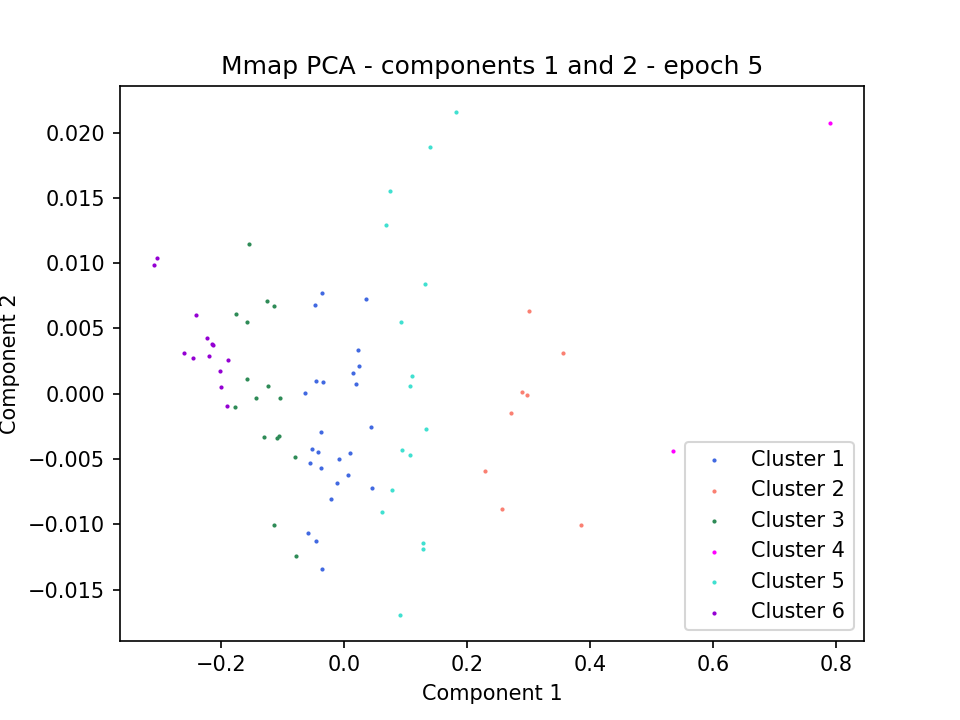 Mmap PCA - components 1 and 2 - epoch 5
0.020
0.015
0.010
0.005
0.000
−0.005
−0.010
−0.015
Component 2
Cluster 1
Cluster 2
Cluster 3
Cluster 4
Cluster 5
Cluster 6
−0.2
0.0
0.2
0.4
0.6
0.8
Component 1